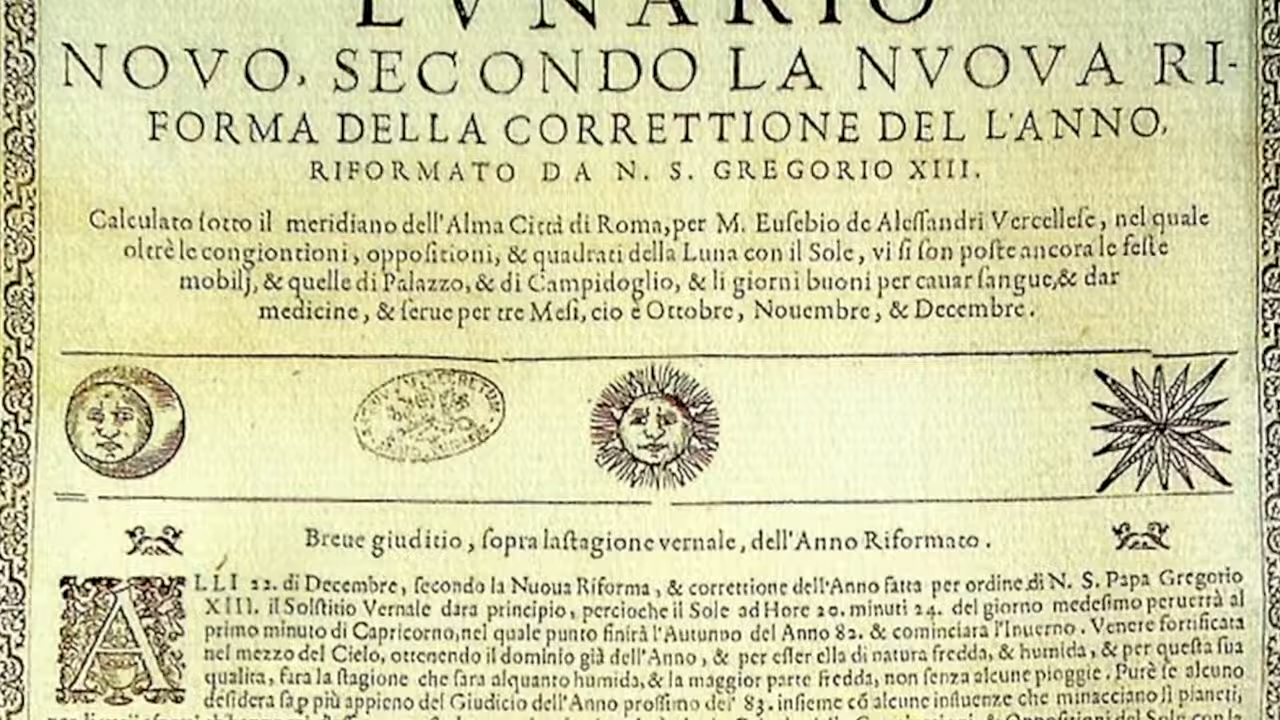 LVNARIO
NOVO, SECONDO LA NVOVA RI-
FORMA DELLA CORRETTIONE DEL L'ANNO,
RIFORMATO DA N. S. GREGORIO XIII.
Calculato ſotto il meridiano dell'Alma Città di Roma, per M. Euſebio de Aleſſandri Vercelleſe, nel quale
oltrè le congiontioni, oppoſitioni, & quadrati della Luna con il Sole, vi ſi ſon poſte ancora le feſte
mobilj, & quelle di Palazzo, & di Campidoglio, & li giorni buoni per cauar ſangue, & dar
medicine, & ſerue per tre Meſi, cio è Ottobre, Nouembre, & Decembre.
Breue giuditio, ſopra la ſtagione vernale, dell'Anno Riformato.
ALLI 22. di Decembre, ſecondo la Nuoua Riforma, & correttione dell'Anno fatta per ordine di N. S. Papa Gregorio
XIII. il Solſtitio Vernale dara principio, percioche il Sole ad Hore 20. minuti 24. del giorno medeſimo peruerrà al
primo minuto di Capricorno, nel quale punto finirà l'Autunno del Anno 82. & cominciara l'Inuerno. Venere fortificata
nel mezzo del Cielo, ottenendo il dominio già dell'Anno, & per eſſer ella di natura fredda, & humida, & per queſta ſua
qualita, fara la ſtagione che ſara alquanto humida, & la maggior parte fredda, non ſenza alcune pioggie. Purè ſe alcuno
deſidera ſap più appieno del Giudicio dell'Anno proſſimo del' 83. inſieme cō alcune influenze che minacciano li pianeti,